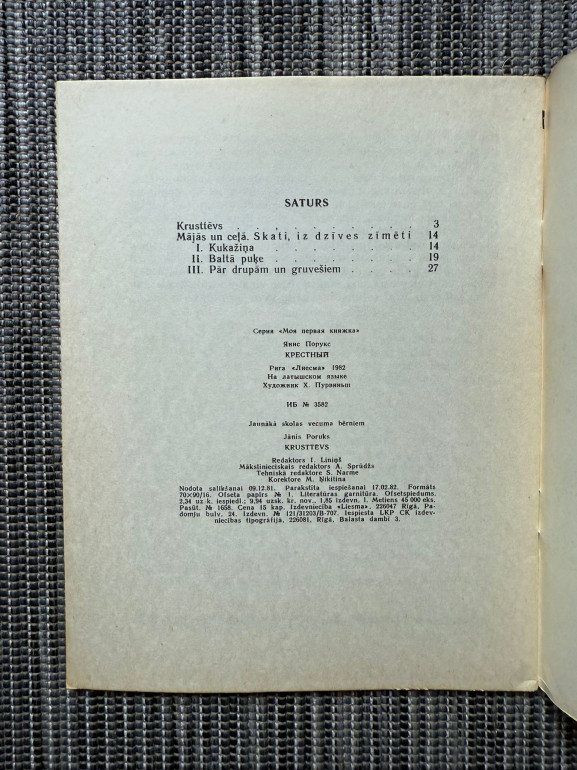 SATURS
Krusttēvs . . . . . . . . 3
Mājās un ceļā. Skati, iz dzīves zīmēti 14
I. Kukažiņa . . . . . . . 14
II. Baltā puķe . . . . . . . 19
III. Pār drupām un gruvešiem . . . . 27
Серия «Моя первая книжка»
Янис Порукс
КРЕСТНЫЙ
Рига «Лиесма» 1982
На латышском языке
Художник Х. Пурвиньш
ИБ № 3582
Jaunākā skolas vecuma bērniem
Jānis Poruks
KRUSTTĒVS
Redaktors I. Liniņš
Mākslinieciskais redaktors A. Sprūdžs
Tehniskā redaktore S. Narme
Korektore M. Ņikitina
Nodota salikšanai 09.12.81. Parakstīta iespiešanai 17.02.82. Formāts
70×90/16. Ofseta papīrs № 1. Literatūras garnitūra. Ofsetspiedums.
2,34 uz. k. iespiedl.; 9,94 uzsk. kr. nov., 1,85 izdevn. l. Metiens 45 000 eks.
Pasūt. № 1658. Cena 15 kap. Izdevniecība «Liesma», 226047 Rīgā, Pa-
domju bulv. 24. Izdevn. № 121/31203/B-707. Iespiesta LKP CK izdev-
niecības tipogrāfijā, 226081, Rīgā, Balasta dambī 3.